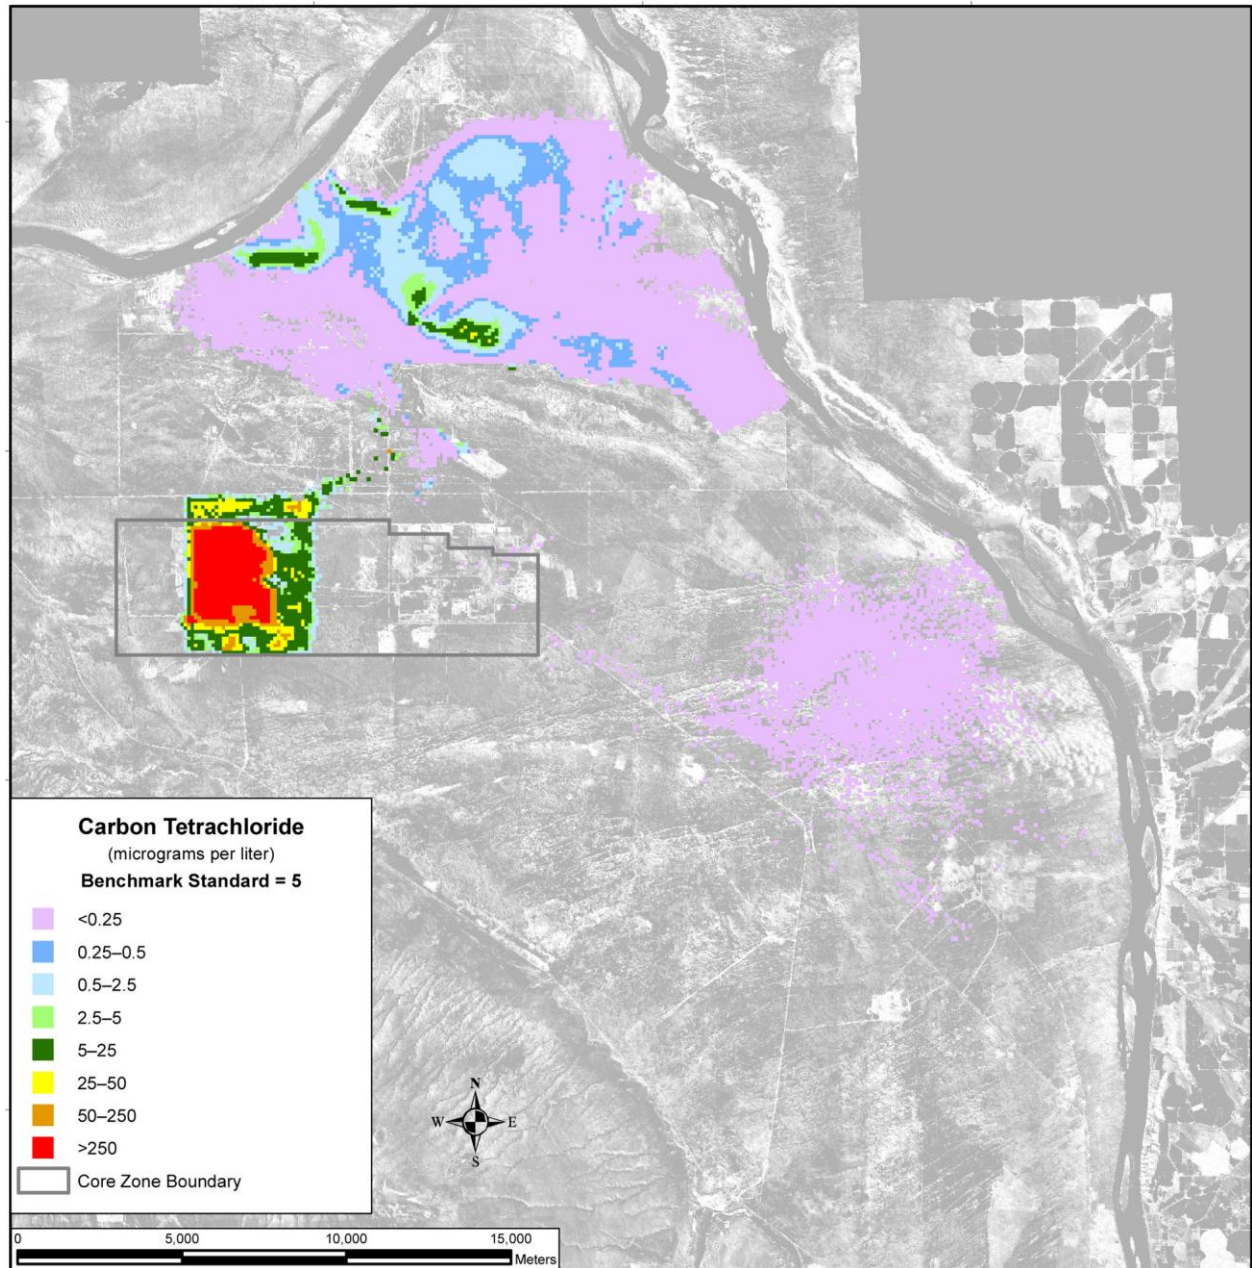 Carbon Tetrachloride
(micrograms per liter)
Benchmark Standard = 5
<0.25
0.25–0.5
0.5–2.5
2.5–5
5–25
25–50
50–250
>250
Core Zone Boundary
N
W E
S
0 5,000 10,000 15,000
Meters